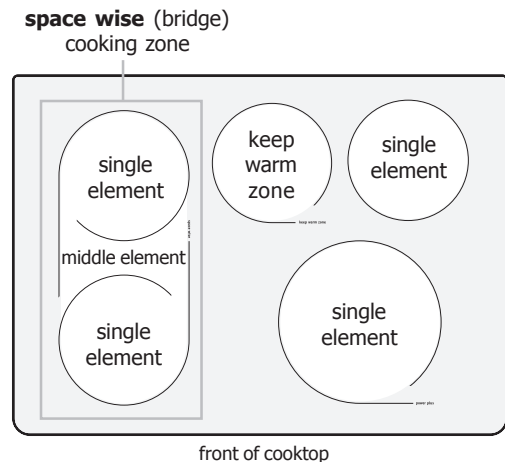 space wise (bridge)
cooking zone
single
element
keep
warm
zone
single
element
keep warm zone
middle element
single
element
single
element
power plus
front of cooktop